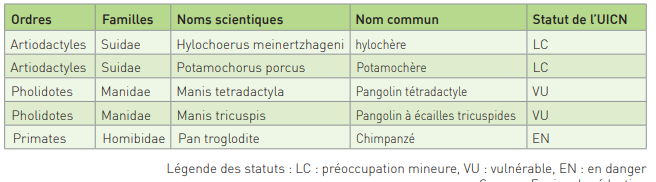 Ordres Familles Noms scientifiques Nom commun Statut de l'UICN
Artiodactyles Suidae Hylochoerus meinertzhageni hylochère LC
Artiodactyles Suidae Potamochorus porcus Potamochère LC
Pholidotes Manidae Manis tetradactyla Pangolin tétradactyle VU
Pholidotes Manidae Manis tricuspis Pangolin à écailles tricuspides VU
Primates Homibidae Pan troglodite Chimpanzé EN
Légende des statuts : LC : préoccupation mineure, VU : vulnérable, EN : en danger